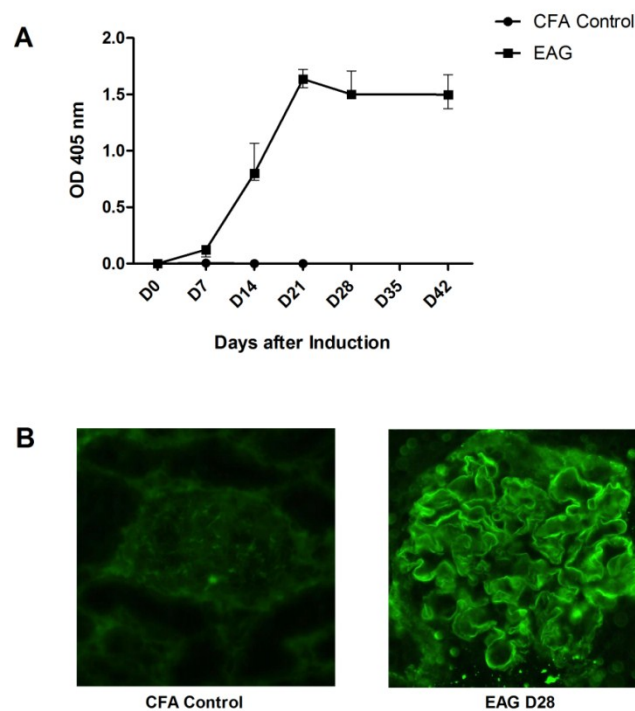 A
CFA Control
EAG
2.0
1.5
1.0
0.5
0.0
OD 405 nm
D0
D7
D14
D21
D28
D35
D42
Days after Induction
B
CFA Control
EAG D28